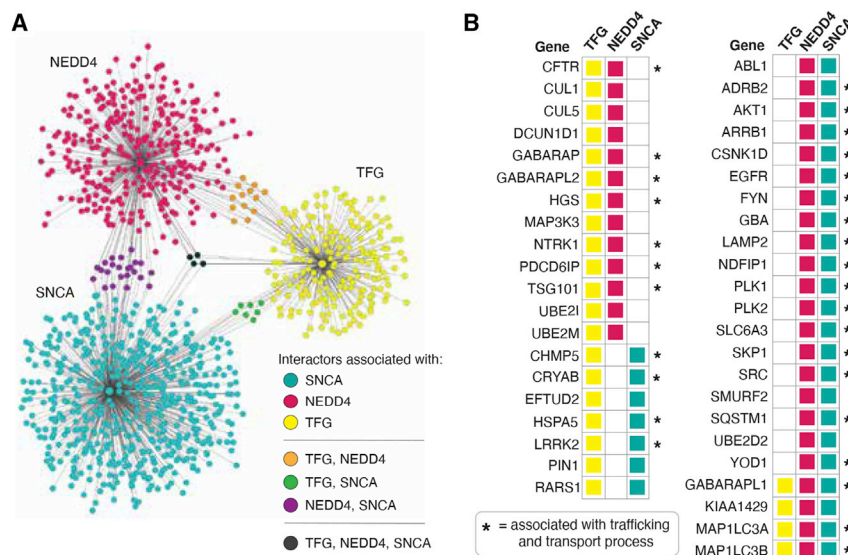 A
NEDD4
TFG
SNCA
Interactors associated with:
SNCA
NEDD4
TFG
TFG, NEDD4
TFG, SNCA
NEDD4, SNCA
TFG, NEDD4, SNCA
B
Gene TFG NEDD4 SNCA
CFTR *
CUL1
CUL5
DCUN1D1
GABARAP *
GABARAPL2 *
HGS *
MAP3K3
NTRK1 *
PDCD6IP *
TSG101 *
UBE2I
UBE2M
CHMP5 *
CRYAB *
EFTUD2
HSPA5 *
LRRK2 *
PIN1
RARS1
* = associated with trafficking
and transport process
Gene TFG NEDD4 SNCA
ABL1
ADRB2 *
AKT1 *
ARRB1 *
CSNK1D *
EGFR *
FYN *
GBA *
LAMP2 *
NDFIP1 *
PLK1 *
PLK2 *
SLC6A3 *
SKP1 *
SRC *
SMURF2
SQSTM1 *
UBE2D2
YOD1 *
GABARAPL1 *
KIAA1429
MAP1LC3A *
MAP1LC3B *